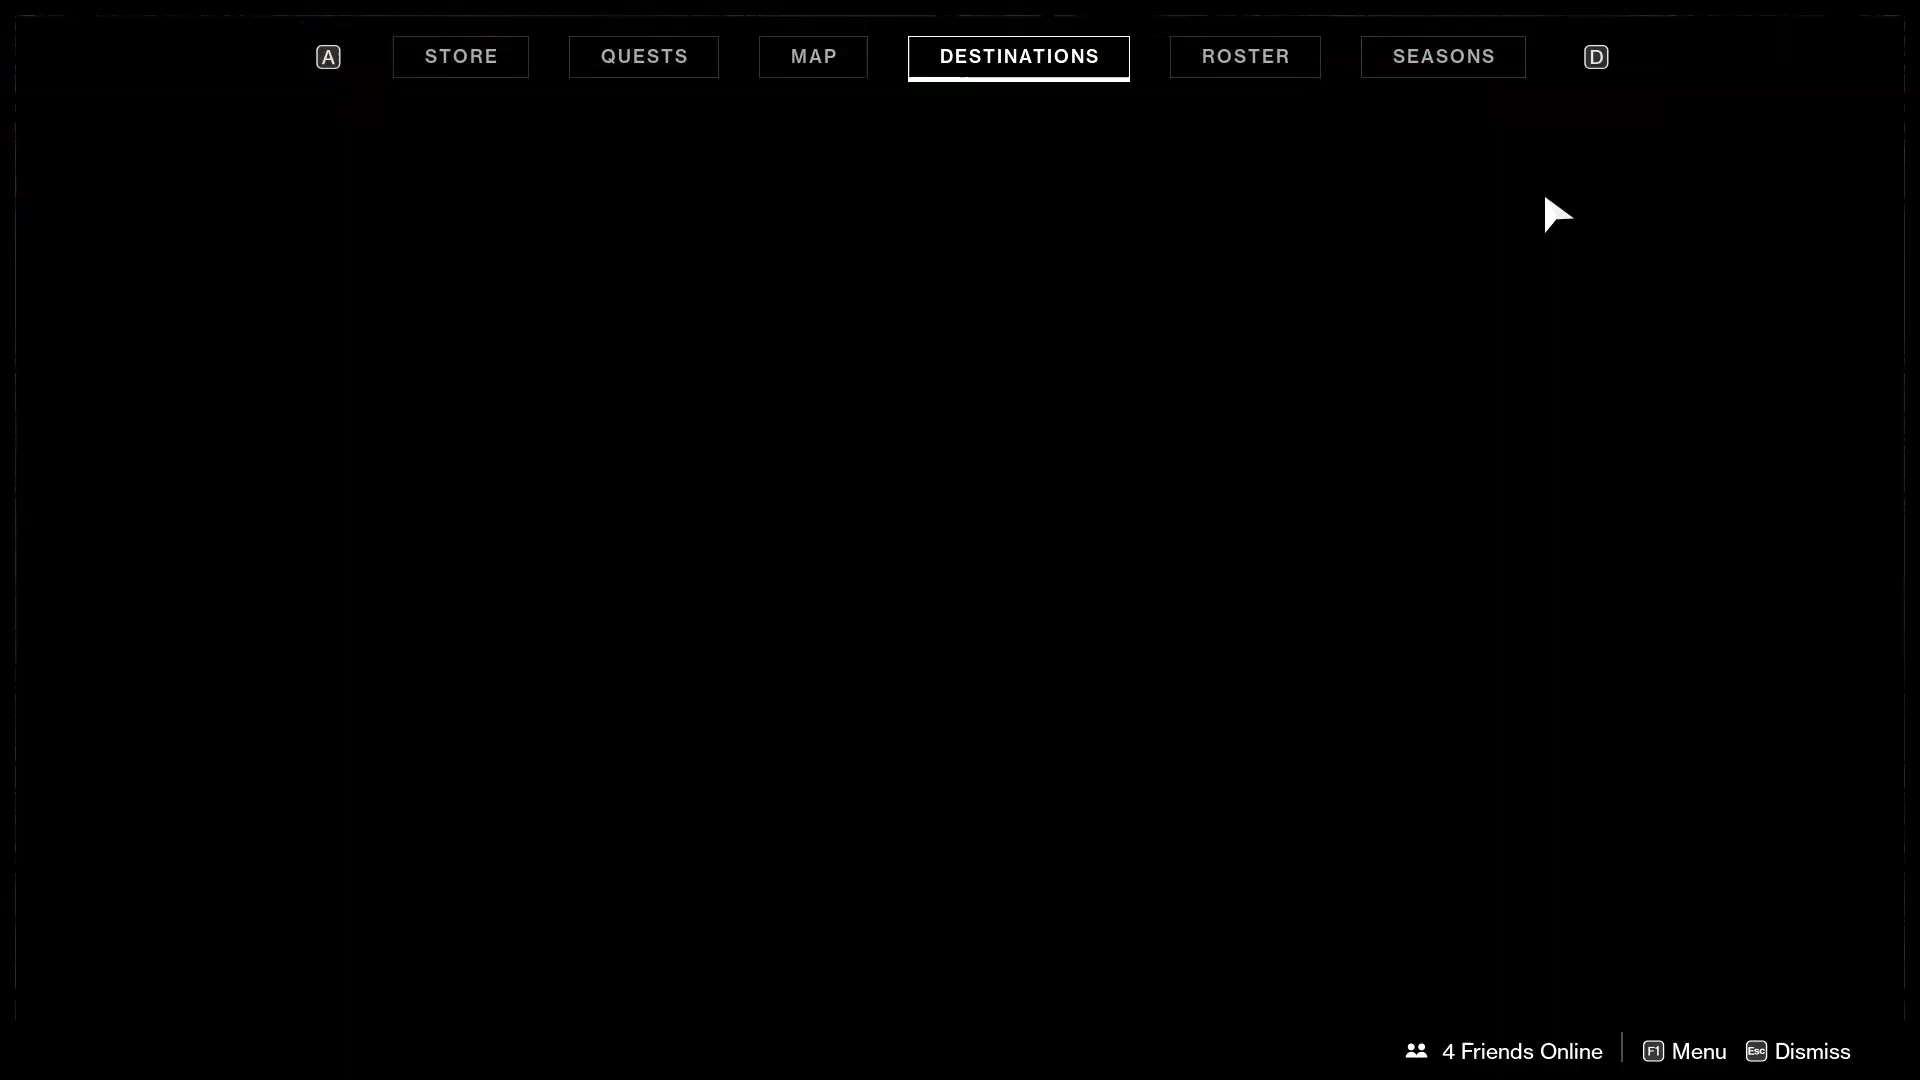 A STORE QUESTS MAP DESTINATIONS ROSTER SEASONS D
4 Friends Online F1 Menu Esc Dismiss